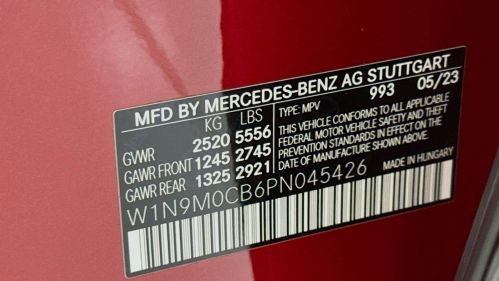 MFD BY MERCEDES-BENZ AG STUTTGART
KG LBS TYPE: MPV 993 05/23
GVWR 2520 5556
GAWR FRONT 1245 2745
GAWR REAR 1325 2921
THIS VEHICLE CONFORMS TO ALL APPLICABLE
FEDERAL MOTOR VEHICLE SAFETY AND THEFT
PREVENTION STANDARDS IN EFFECT ON THE
DATE OF MANUFACTURE SHOWN ABOVE.
MADE IN HUNGARY
W1N9M0CB6PN045426